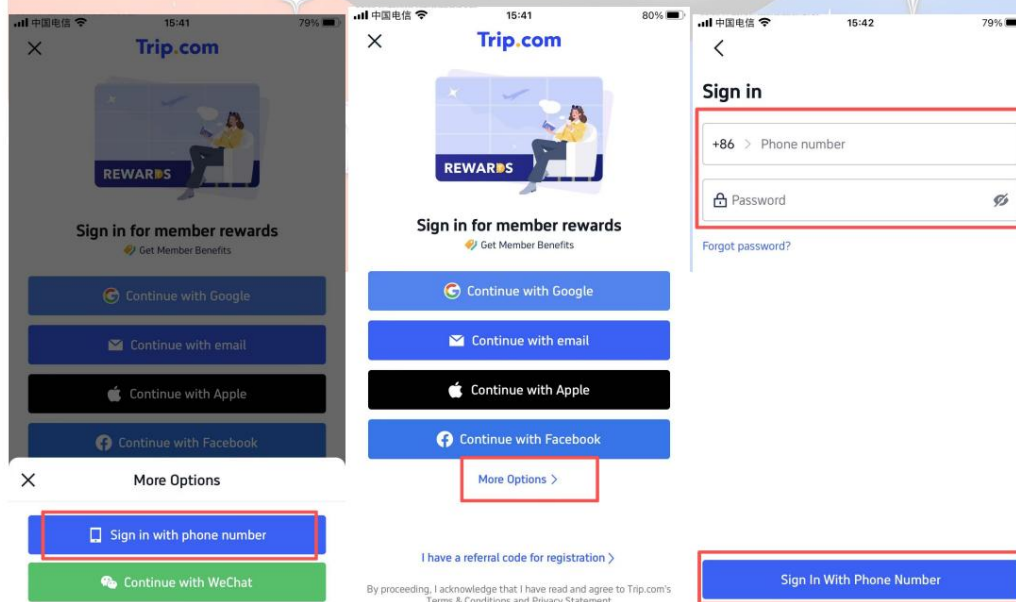 中国电信
15:41
79%
Trip.com
REWARDS
Sign in for member rewards
Get Member Benefits
Continue with Google
Continue with email
Continue with Apple
Continue with Facebook
More Options
Sign in with phone number
Continue with WeChat
中国电信
15:41
80%
Trip.com
REWARDS
Sign in for member rewards
Get Member Benefits
Continue with Google
Continue with email
Continue with Apple
Continue with Facebook
More Options >
I have a referral code for registration >
By proceeding, I acknowledge that I have read and agree to Trip.com's
Terms & Conditions and Privacy Statement
中国电信
15:42
79%
Sign in
+86 > Phone number
Password
Forgot password?
Sign In With Phone Number